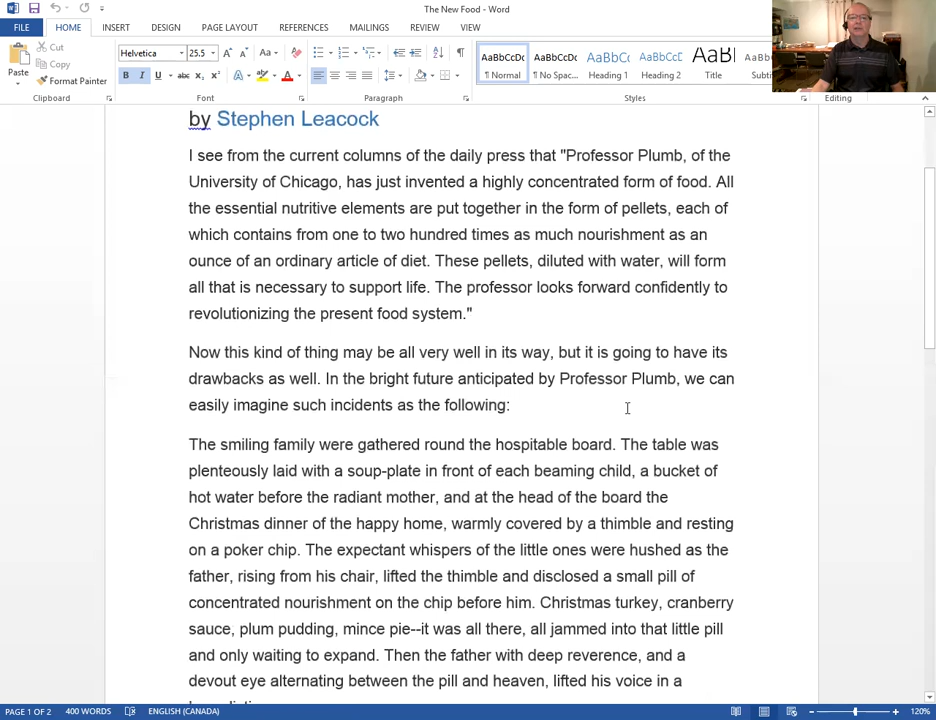 The New Food - Word
FILE HOME INSERT DESIGN PAGE LAYOUT REFERENCES MAILINGS REVIEW VIEW
Paste
Cut
Copy
Format Painter
Helvetica 25.5
AaBbCcDc AaBbCcDc AaBbCc AaBbCcD AaBl AaBbC
¶ Normal ¶ No Spac... Heading 1 Heading 2 Title Subti
Clipboard Font Paragraph Styles Editing
by Stephen Leacock
I see from the current columns of the daily press that "Professor Plumb, of the
University of Chicago, has just invented a highly concentrated form of food. All
the essential nutritive elements are put together in the form of pellets, each of
which contains from one to two hundred times as much nourishment as an
ounce of an ordinary article of diet. These pellets, diluted with water, will form
all that is necessary to support life. The professor looks forward confidently to
revolutionizing the present food system."
Now this kind of thing may be all very well in its way, but it is going to have its
drawbacks as well. In the bright future anticipated by Professor Plumb, we can
easily imagine such incidents as the following:
The smiling family were gathered round the hospitable board. The table was
plenteously laid with a soup-plate in front of each beaming child, a bucket of
hot water before the radiant mother, and at the head of the board the
Christmas dinner of the happy home, warmly covered by a thimble and resting
on a poker chip. The expectant whispers of the little ones were hushed as the
father, rising from his chair, lifted the thimble and disclosed a small pill of
concentrated nourishment on the chip before him. Christmas turkey, cranberry
sauce, plum pudding, mince pie--it was all there, all jammed into that little pill
and only waiting to expand. Then the father with deep reverence, and a
devout eye alternating between the pill and heaven, lifted his voice in a
PAGE 1 OF 2 400 WORDS ENGLISH (CANADA) 120%